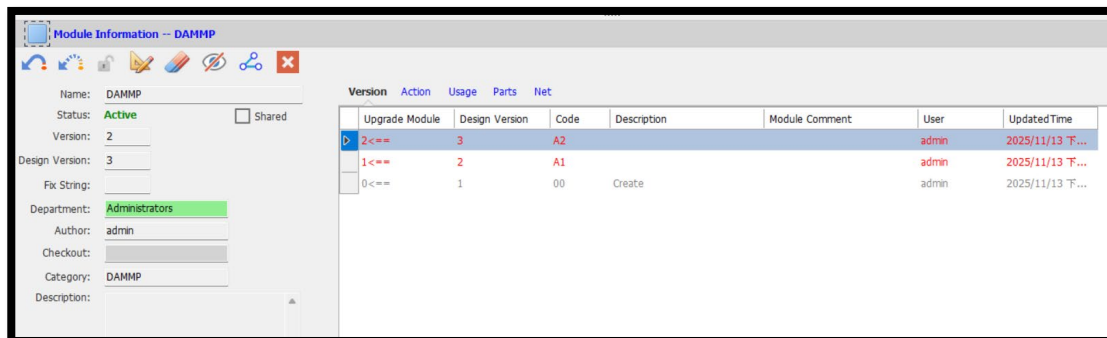 Module Information -- DAMMP
Name: DAMMP
Status: Active Shared
Version: 2
Design Version: 3
Fix String:
Department: Administrators
Author: admin
Checkout:
Category: DAMMP
Description:
Version Action Usage Parts Net
Upgrade Module Design Version Code Description Module Comment User UpdatedTime
2<== 3 A2 admin 2025/11/13 下...
1<== 2 A1 admin 2025/11/13 下...
0<== 1 00 Create admin 2025/11/13 下...